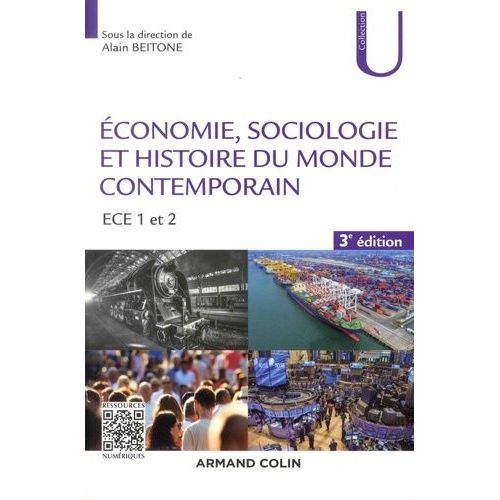 Sous la direction de
Alain BEITONE
Collection
U
ÉCONOMIE, SOCIOLOGIE
ET HISTOIRE DU MONDE
CONTEMPORAIN
ECE 1 et 2
3e édition
RESSOURCES
NUMÉRIQUES
ARMAND COLIN